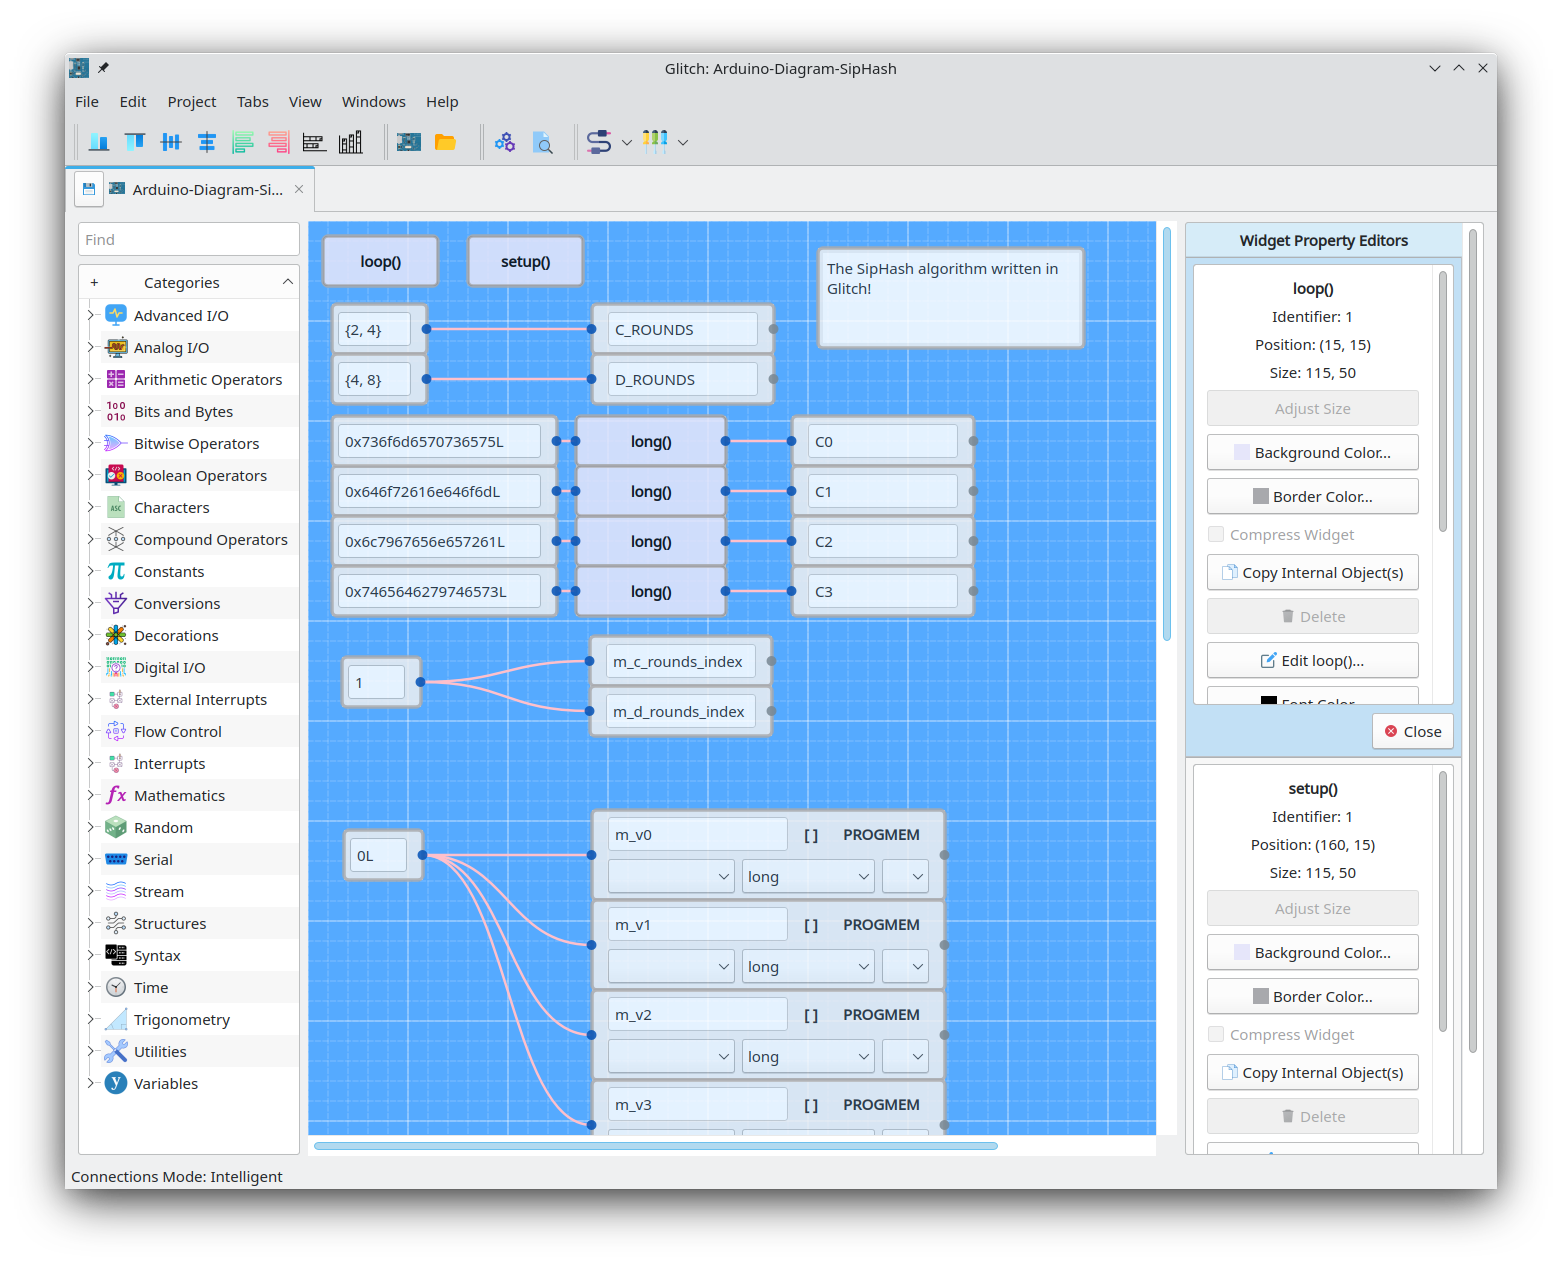 Glitch: Arduino-Diagram-SipHash
File Edit Project Tabs View Windows Help
Arduino-Diagram-Si...
Find
+ Categories
Advanced I/O
Analog I/O
Arithmetic Operators
Bits and Bytes
Bitwise Operators
Boolean Operators
Characters
Compound Operators
Constants
Conversions
Decorations
Digital I/O
External Interrupts
Flow Control
Interrupts
Mathematics
Random
Serial
Stream
Structures
Syntax
Time
Trigonometry
Utilities
Variables
loop() setup()
The SipHash algorithm written in
Glitch!
{2, 4} C_ROUNDS
{4, 8} D_ROUNDS
0x736f6d6570736575L long() C0
0x646f72616e646f6dL long() C1
0x6c7967656e657261L long() C2
0x7465646279746573L long() C3
1 m_c_rounds_index
m_d_rounds_index
0L
m_v0 [ ] PROGMEM
long
m_v1 [ ] PROGMEM
long
m_v2 [ ] PROGMEM
long
m_v3 [ ] PROGMEM
Widget Property Editors
loop()
Identifier: 1
Position: (15, 15)
Size: 115, 50
Adjust Size
Background Color...
Border Color...
Compress Widget
Copy Internal Object(s)
Delete
Edit loop()...
Font Color...
Close
setup()
Identifier: 1
Position: (160, 15)
Size: 115, 50
Adjust Size
Background Color...
Border Color...
Compress Widget
Copy Internal Object(s)
Delete
Connections Mode: Intelligent